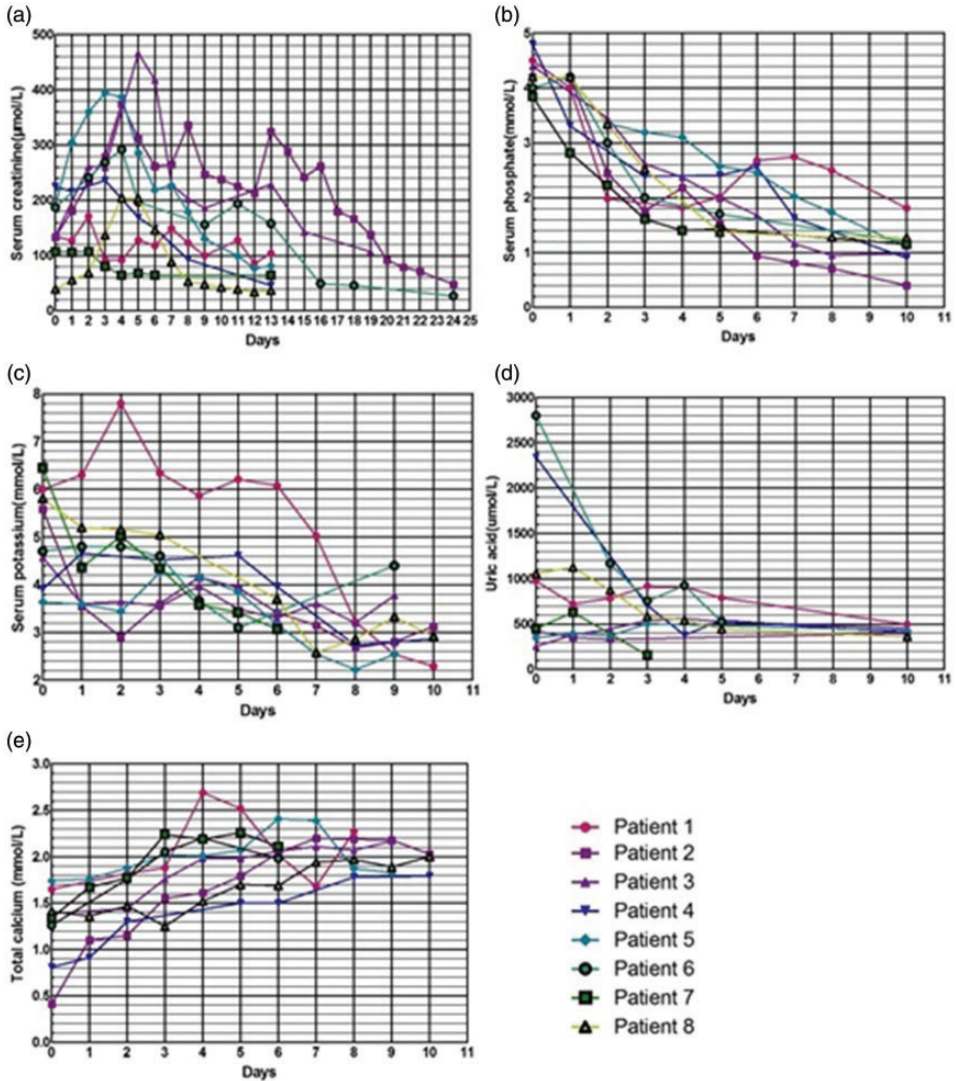 (a)
Serum creatinine(µmol/L)
500
400
300
200
100
0
0 1 2 3 4 5 6 7 8 9 10 11 12 13 14 15 16 17 18 19 20 21 22 23 24 25
Days
(b)
Serum phosphate(mmol/L)
5
4
3
2
1
0
0 1 2 3 4 5 6 7 8 9 10 11
Days
(c)
Serum potassium(mmol/L)
8
7
6
5
4
3
2
0 1 2 3 4 5 6 7 8 9 10 11
Days
(d)
Uric acid(umol/L)
3000
2500
2000
1500
1000
500
0
0 1 2 3 4 5 6 7 8 9 10 11
Days
(e)
Total calcium (mmol/L)
3.0
2.5
2.0
1.5
1.0
0.5
0.0
0 1 2 3 4 5 6 7 8 9 10 11
Days
Patient 1
Patient 2
Patient 3
Patient 4
Patient 5
Patient 6
Patient 7
Patient 8